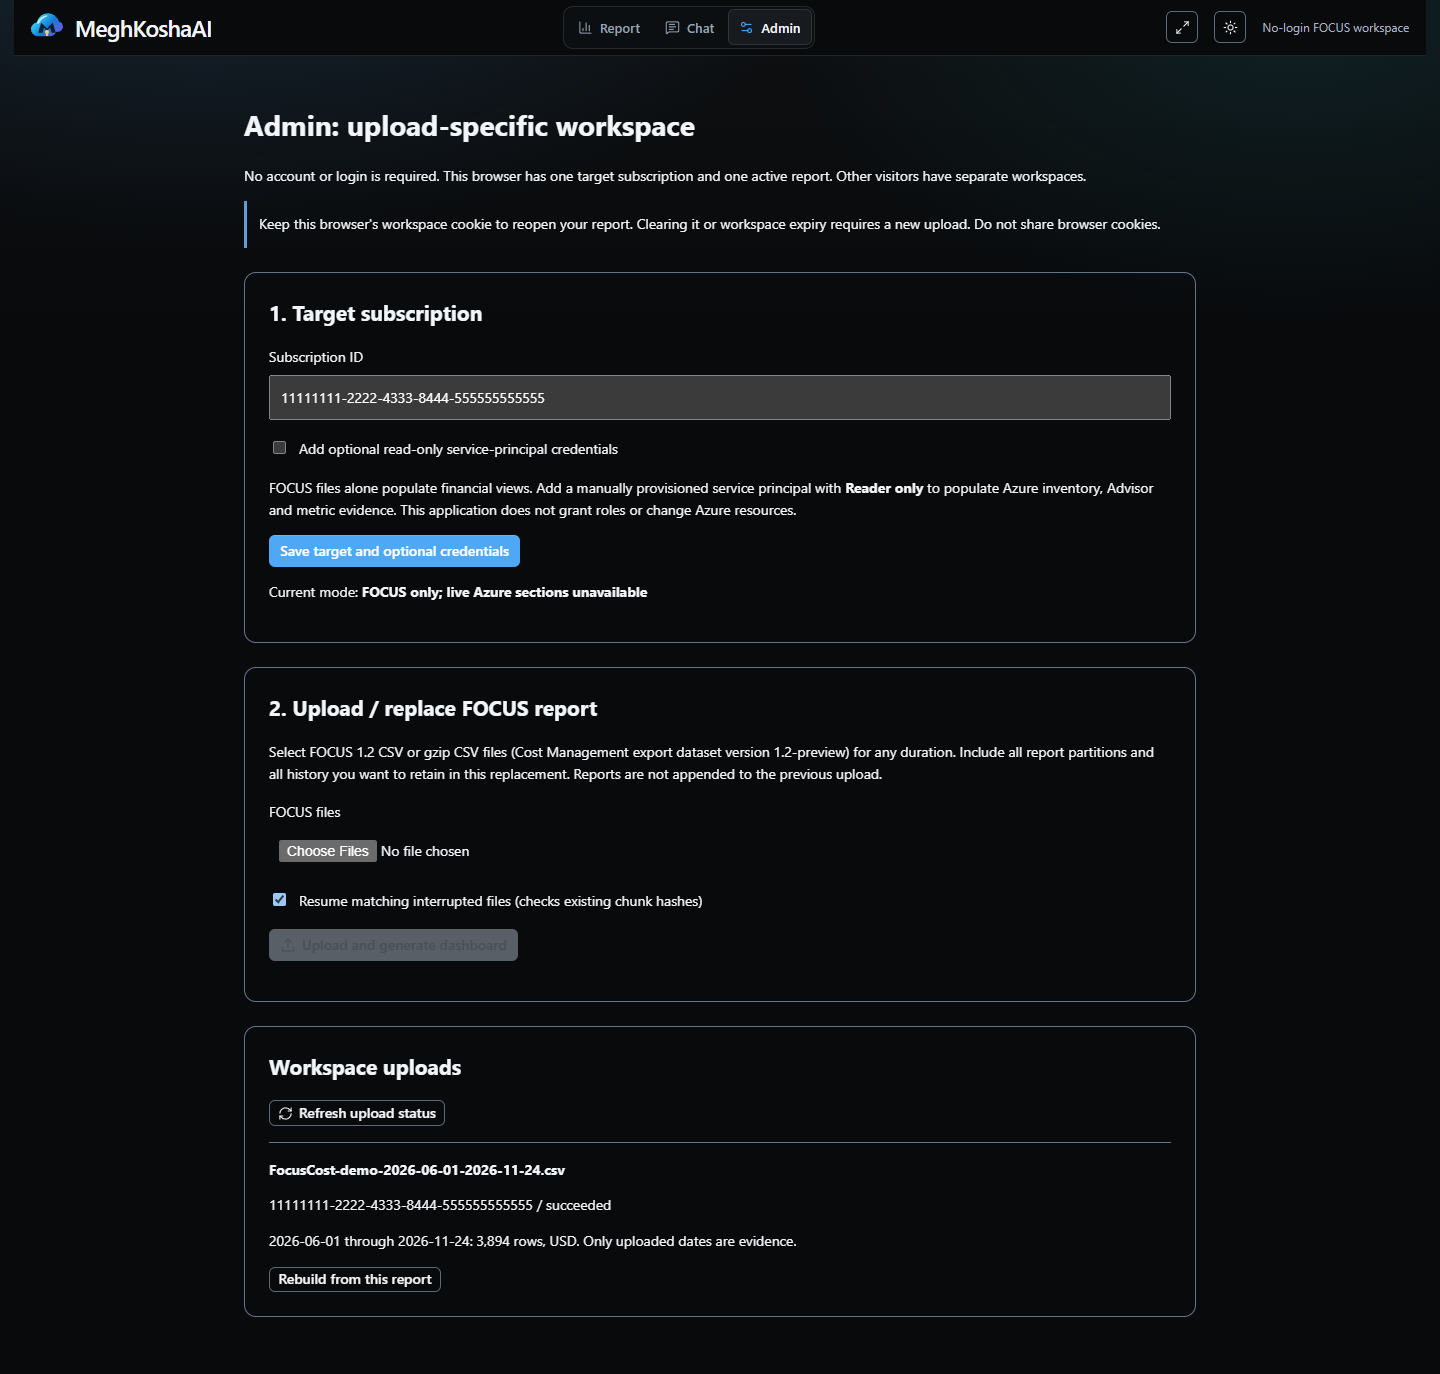 MeghKoshaAI
Report
Chat
Admin
No-login FOCUS workspace
Admin: upload-specific workspace
No account or login is required. This browser has one target subscription and one active report. Other visitors have separate workspaces.
Keep this browser's workspace cookie to reopen your report. Clearing it or workspace expiry requires a new upload. Do not share browser cookies.
1. Target subscription
Subscription ID
11111111-2222-4333-8444-555555555555
Add optional read-only service-principal credentials
FOCUS files alone populate financial views. Add a manually provisioned service principal with Reader only to populate Azure inventory, Advisor
and metric evidence. This application does not grant roles or change Azure resources.
Save target and optional credentials
Current mode: FOCUS only; live Azure sections unavailable
2. Upload / replace FOCUS report
Select FOCUS 1.2 CSV or gzip CSV files (Cost Management export dataset version 1.2-preview) for any duration. Include all report partitions and
all history you want to retain in this replacement. Reports are not appended to the previous upload.
FOCUS files
Choose Files No file chosen
Resume matching interrupted files (checks existing chunk hashes)
Upload and generate dashboard
Workspace uploads
Refresh upload status
FocusCost-demo-2026-06-01-2026-11-24.csv
11111111-2222-4333-8444-555555555555 / succeeded
2026-06-01 through 2026-11-24: 3,894 rows, USD. Only uploaded dates are evidence.
Rebuild from this report